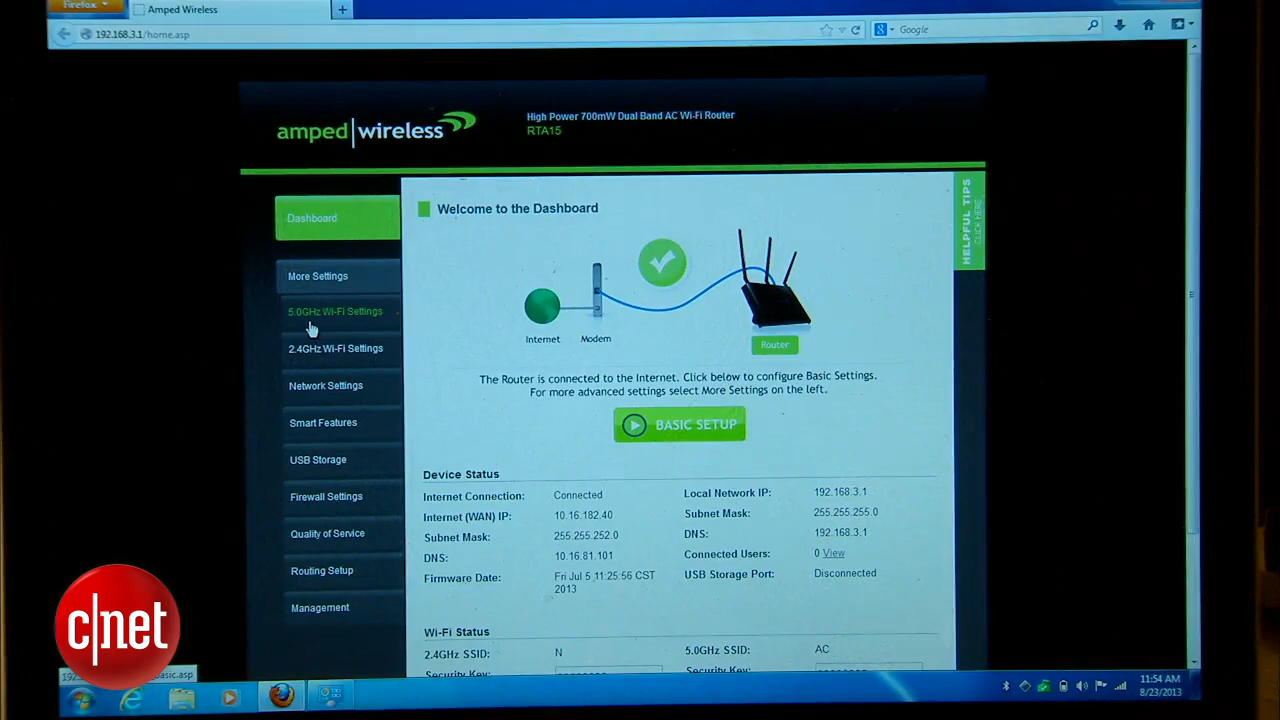 Firefox
Amped Wireless
192.168.3.1/home.asp
Google
amped wireless
High Power 700mW Dual Band AC Wi-Fi Router
RTA15
HELPFUL TIPS
CLICK HERE
Dashboard
More Settings
5.0GHz Wi-Fi Settings
2.4GHz Wi-Fi Settings
Network Settings
Smart Features
USB Storage
Firewall Settings
Quality of Service
Routing Setup
Management
Welcome to the Dashboard
Internet
Modem
Router
The Router is connected to the Internet. Click below to configure Basic Settings.
For more advanced settings select More Settings on the left.
BASIC SETUP
Device Status
Internet Connection: Connected
Internet (WAN) IP: 10.16.182.40
Subnet Mask: 255.255.252.0
DNS: 10.16.81.101
Firmware Date: Fri Jul 5 11:25:56 CST
2013
Local Network IP: 192.168.3.1
Subnet Mask: 255.255.255.0
DNS: 192.168.3.1
Connected Users: 0 View
USB Storage Port: Disconnected
Wi-Fi Status
2.4GHz SSID: N
5.0GHz SSID: AC
Security Key:
Security Key:
c|net
11:54 AM
8/23/2013